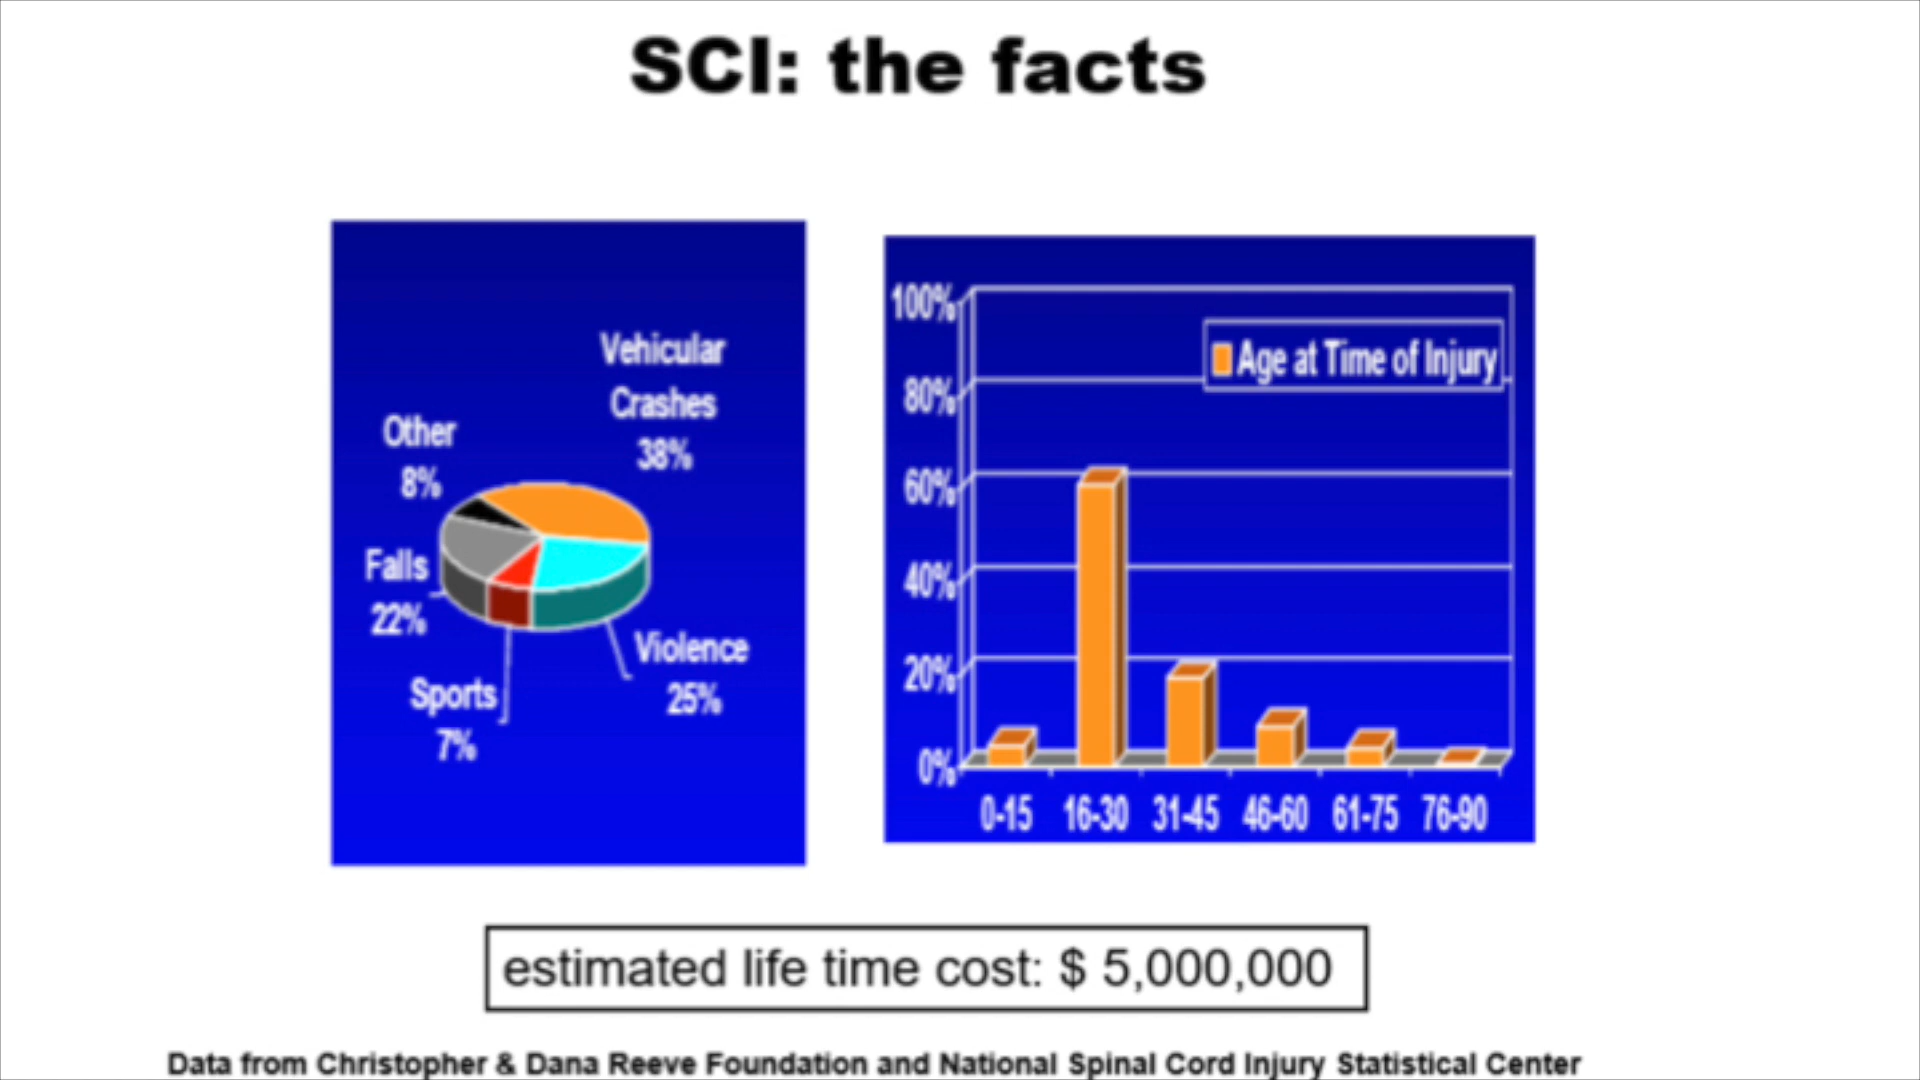 SCI: the facts
Vehicular
Crashes
38%
Other
8%
Falls
22%
Sports
7%
Violence
25%
100%
80%
60%
40%
20%
0%
Age at Time of Injury
0-15 16-30 31-45 46-60 61-75 76-90
estimated life time cost: $ 5,000,000
Data from Christopher & Dana Reeve Foundation and National Spinal Cord Injury Statistical Center